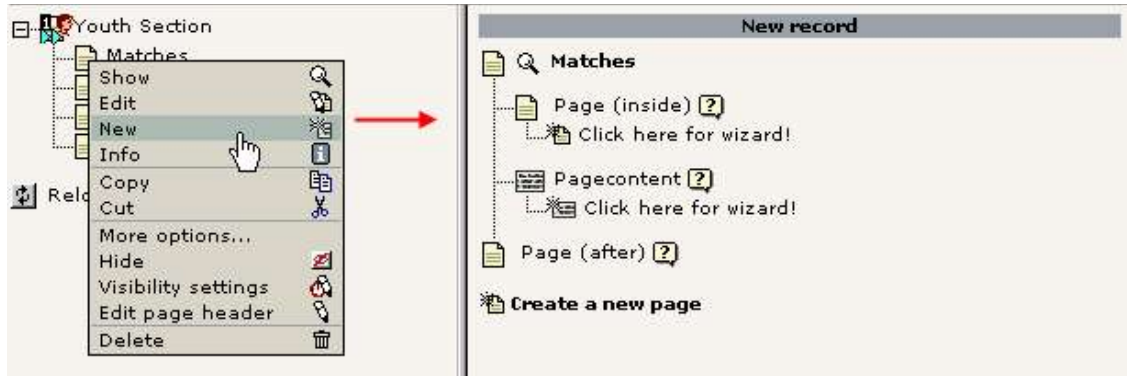 Youth Section
Matches
Show
Edit
New
Info
Copy
Cut
More options...
Hide
Visibility settings
Edit page header
Delete
New record
Matches
Page (inside) ?
Click here for wizard!
Pagecontent ?
Click here for wizard!
Page (after) ?
Create a new page